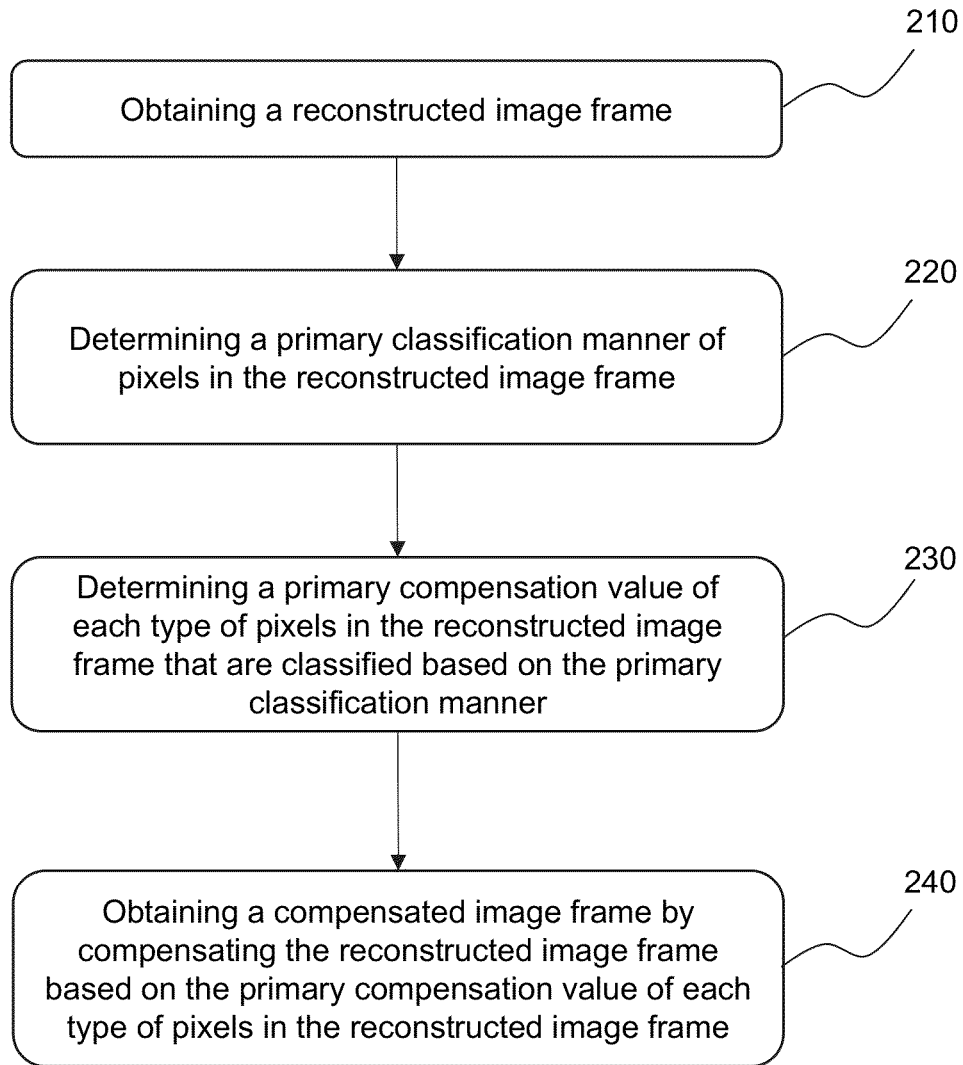 210
Obtaining a reconstructed image frame
220
Determining a primary classification manner of
pixels in the reconstructed image frame
230
Determining a primary compensation value of
each type of pixels in the reconstructed image
frame that are classified based on the primary
classification manner
240
Obtaining a compensated image frame by
compensating the reconstructed image frame
based on the primary compensation value of each
type of pixels in the reconstructed image frame